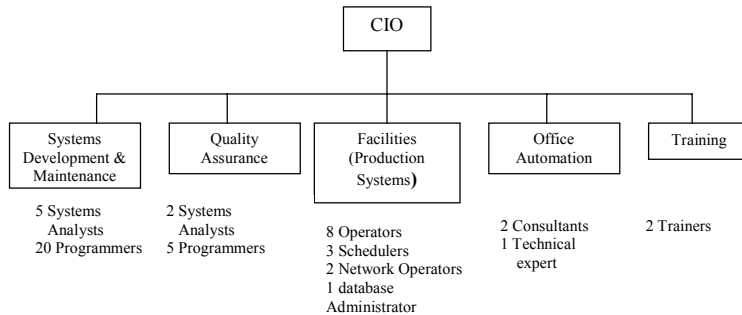 CIO
Systems
Development &
Maintenance
Quality
Assurance
Facilities
(Production
Systems)
Office
Automation
Training
5 Systems
Analysts
20 Programmers
2 Systems
Analysts
5 Programmers
8 Operators
3 Schedulers
2 Network Operators
1 database
Administrator
2 Consultants
1 Technical
expert
2 Trainers